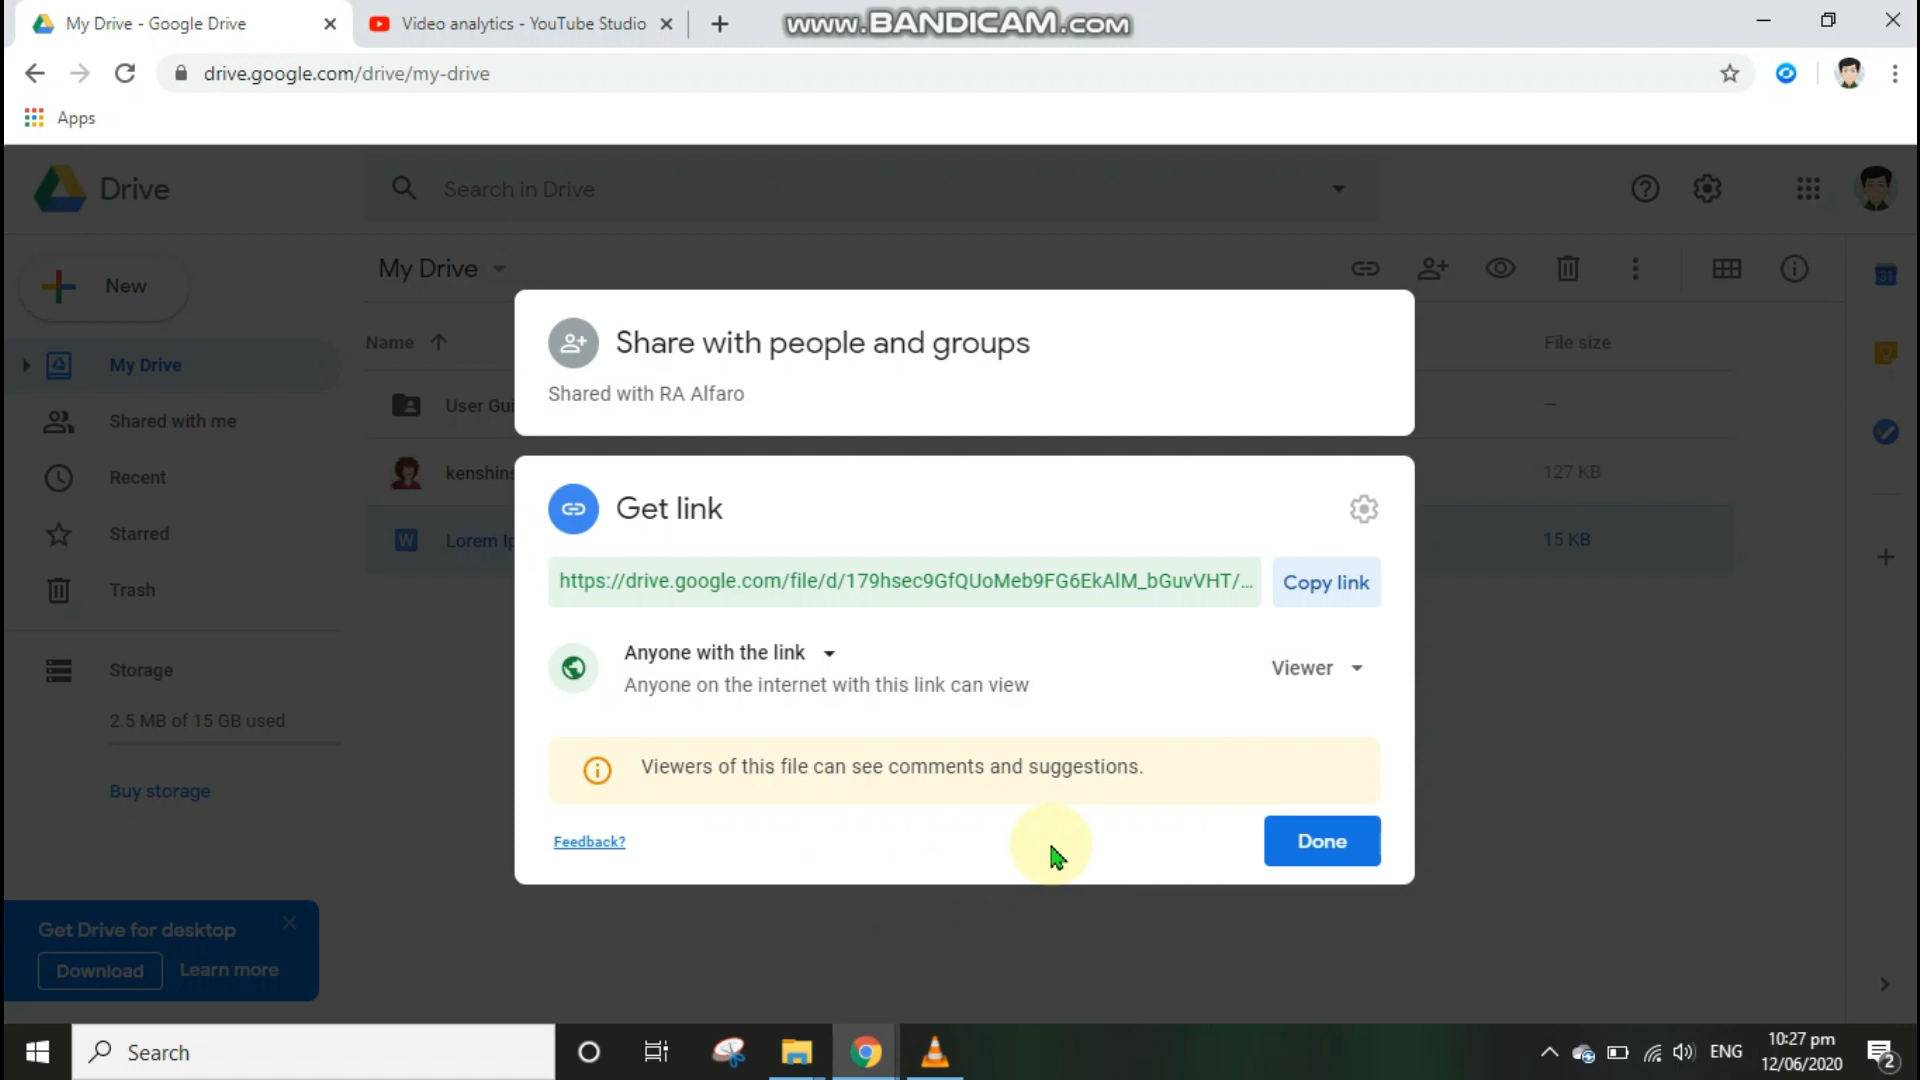 My Drive - Google Drive
Video analytics - YouTube Studio
www.BANDICAM.com
drive.google.com/drive/my-drive
Apps
Drive
Search in Drive
New
My Drive
Name
File size
My Drive
Shared with me
Recent
Starred
Trash
Storage
2.5 MB of 15 GB used
Buy storage
Get Drive for desktop
Download
Learn more
User Gui
kenshins
127 KB
Lorem Ip
15 KB
31
Share with people and groups
Shared with RA Alfaro
Get link
https://drive.google.com/file/d/179hsec9GfQUoMeb9FG6EkAlM_bGuvVHT/...
Copy link
Anyone with the link
Anyone on the internet with this link can view
Viewer
Viewers of this file can see comments and suggestions.
Feedback?
Done
Search
ENG
10:27 pm
12/06/2020
2